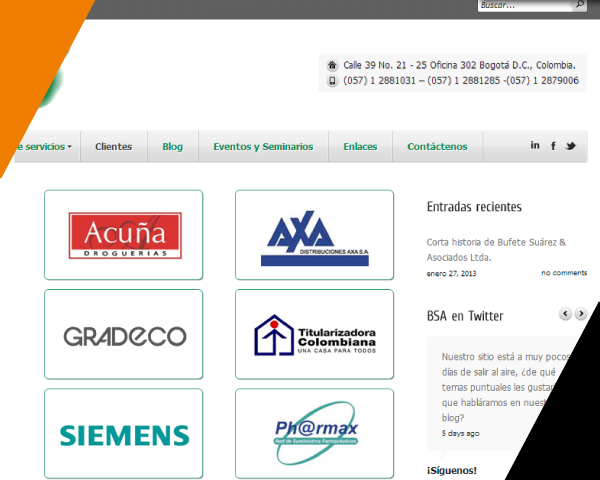 Buscar...
Calle 39 No. 21 - 25 Oficina 302 Bogotá D.C., Colombia.
(057) 1 2881031 – (057) 1 2881285 -(057) 1 2879006
e servicios
Clientes
Blog
Eventos y Seminarios
Enlaces
Contáctenos
in f
Acuña
DROGUERIAS
AXA
DISTRIBUCIONES AXA S.A
GRADECO
Titularizadora
Colombiana
UNA CASA PARA TODOS
SIEMENS
Ph@rmax
Red de Suministros Farmacéuticos
Entradas recientes
Corta historia de Bufete Suárez &
Asociados Ltda.
enero 27, 2013
no comments
BSA en Twitter
Nuestro sitio está a muy pocos
días de salir al aire, ¿de qué
temas puntuales les gustar
que habláramos en nuest
blog?
5 days ago
¡Síguenos!